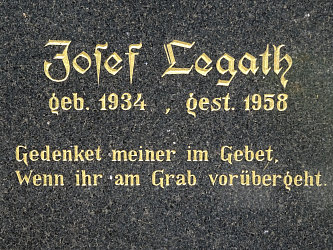 Josef Legath
geb. 1934 , gest. 1958
Gedenket meiner im Gebet,
Wenn ihr am Grab vorübergeht.